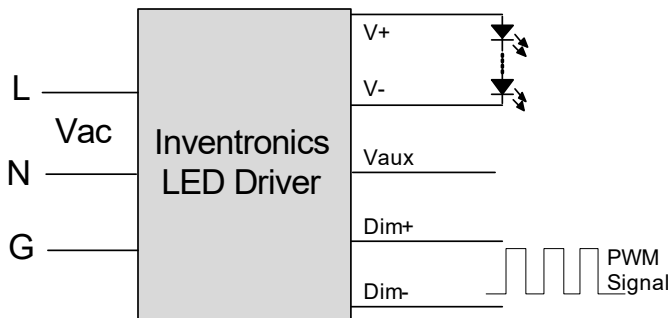 V+
L
V-
Vac
Inventronics
LED Driver
Vaux
N
Dim+
G
PWM
Signal
Dim-